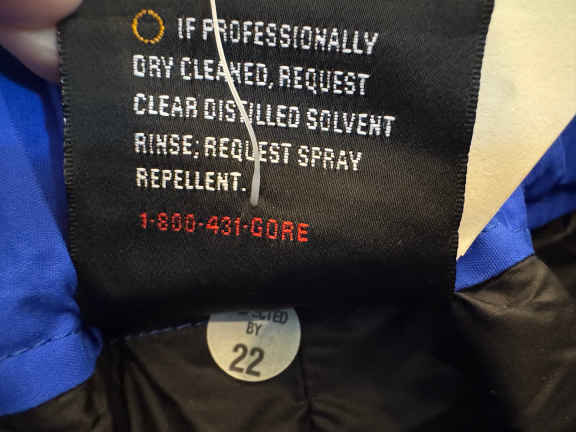 IF PROFESSIONALLY
DRY CLEANED, REQUEST
CLEAR DISTILLED SOLVENT
RINSE; REQUEST SPRAY
REPELLENT.
1-800-431-GORE
BY
22